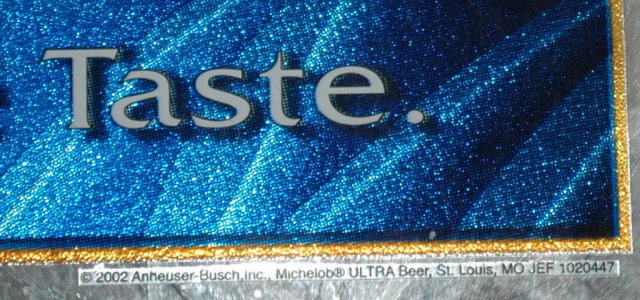 Taste.
© 2002 Anheuser-Busch, Inc., Michelob® ULTRA Beer, St. Louis, MO JEF 1020447